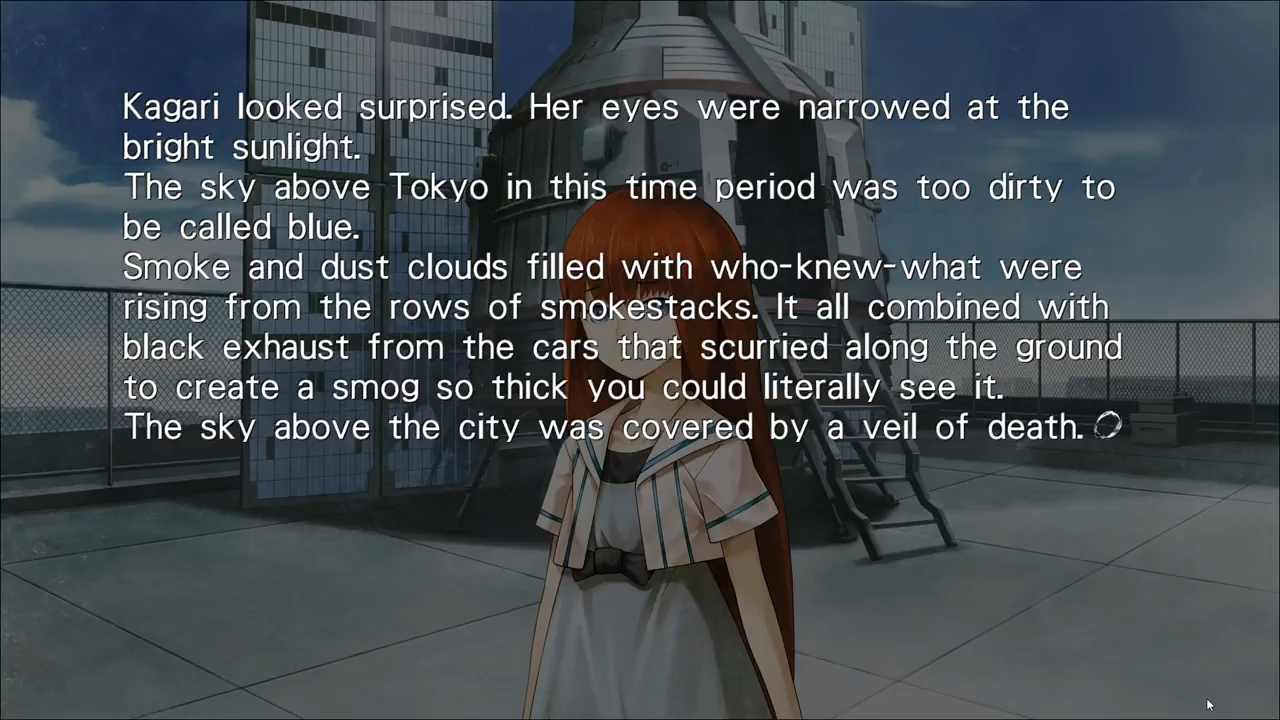 Kagari looked surprised. Her eyes were narrowed at the
bright sunlight.
The sky above Tokyo in this time period was too dirty to
be called blue.
Smoke and dust clouds filled with who-knew-what were
rising from the rows of smokestacks. It all combined with
black exhaust from the cars that scurried along the ground
to create a smog so thick you could literally see it.
The sky above the city was covered by a veil of death.